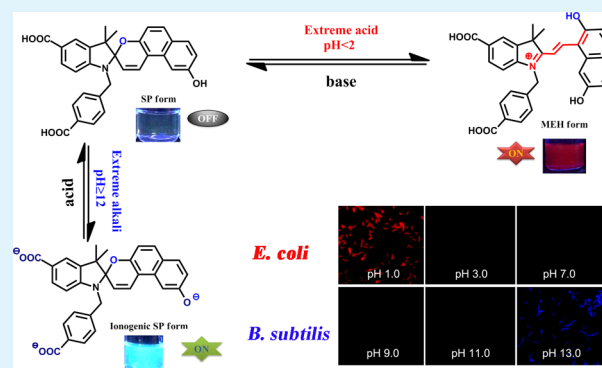 HOOC
O
N
OH
HOOC
SP form
OFF
Extreme acid
pH<2
base
HO
HOOC
N
⊕
HO
HOOC
MEH form
ON
acid
Extreme alkali
pH≥12
⊖
OOC
O
N
O
⊖
⊖
OOC
Ionogenic SP form
ON
E. coli
pH 1.0
pH 3.0
pH 7.0
B. subtilis
pH 9.0
pH 11.0
pH 13.0